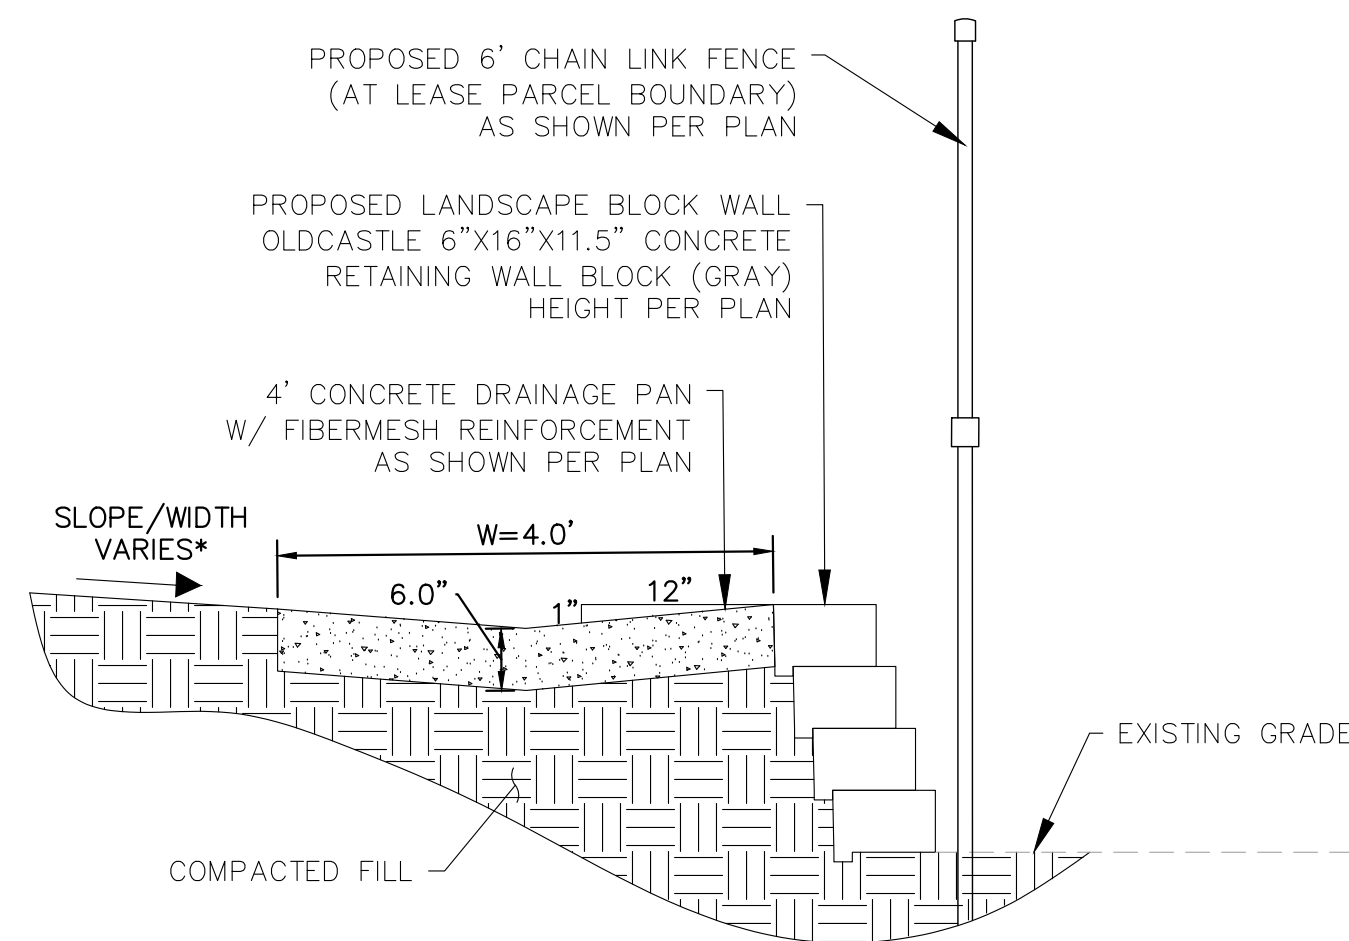 PROPOSED 6' CHAIN LINK FENCE
(AT LEASE PARCEL BOUNDARY)
AS SHOWN PER PLAN
PROPOSED LANDSCAPE BLOCK WALL
OLDCASTLE 6"X16"X11.5" CONCRETE
RETAINING WALL BLOCK (GRAY)
HEIGHT PER PLAN
4' CONCRETE DRAINAGE PAN
W/ FIBERMESH REINFORCEMENT
AS SHOWN PER PLAN
SLOPE/WIDTH
VARIES*
W=4.0'
6.0"
1"
12"
EXISTING GRADE
COMPACTED FILL